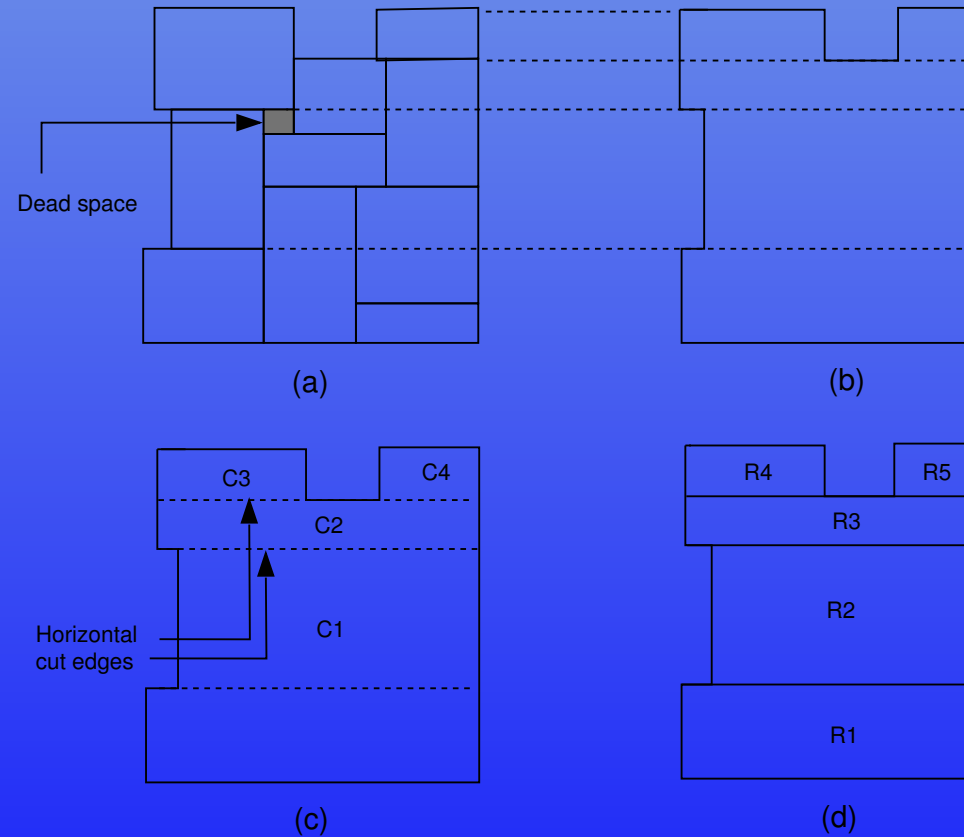 Dead space
(a)
(b)
C3
C4
C2
C1
Horizontal
cut edges
(c)
R4
R5
R3
R2
R1
(d)